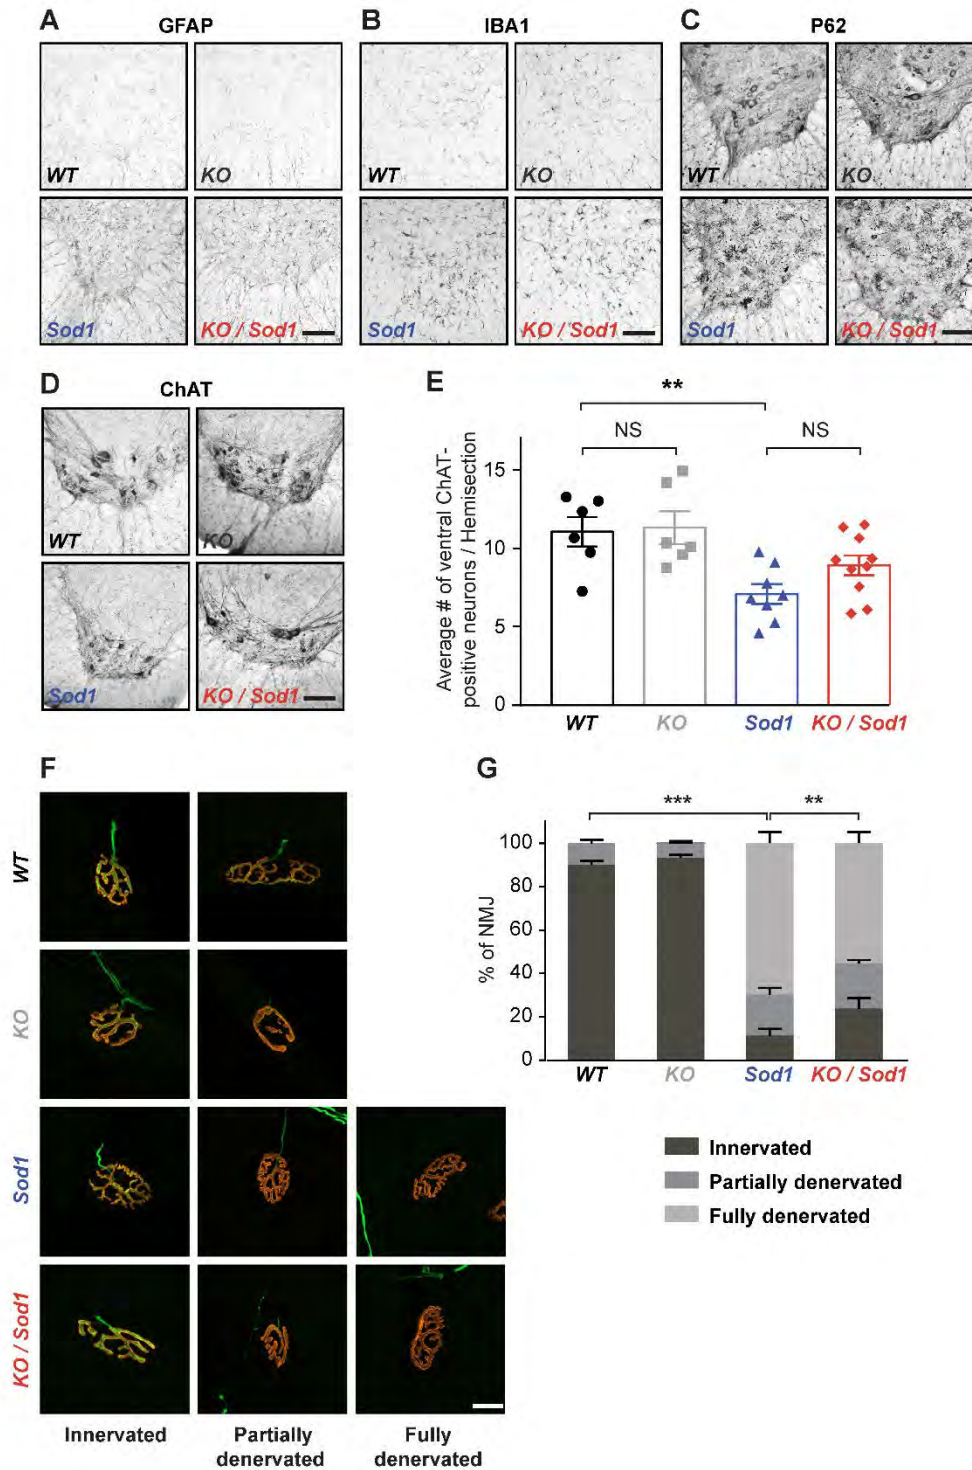 A GFAP
WT KO
Sod1 KO / Sod1
B IBA1
WT KO
Sod1 KO / Sod1
C P62
WT KO
Sod1 KO / Sod1
D ChAT
WT KO
Sod1 KO / Sod1
E
**
NS NS
Average # of ventral ChAT-
positive neurons / Hemisection
15
10
5
0
WT KO Sod1 KO / Sod1
F
WT
KO
Sod1
KO / Sod1
Innervated Partially denervated Fully denervated
G
*** **
% of NMJ
100
80
60
40
20
0
WT KO Sod1 KO / Sod1
Innervated
Partially denervated
Fully denervated